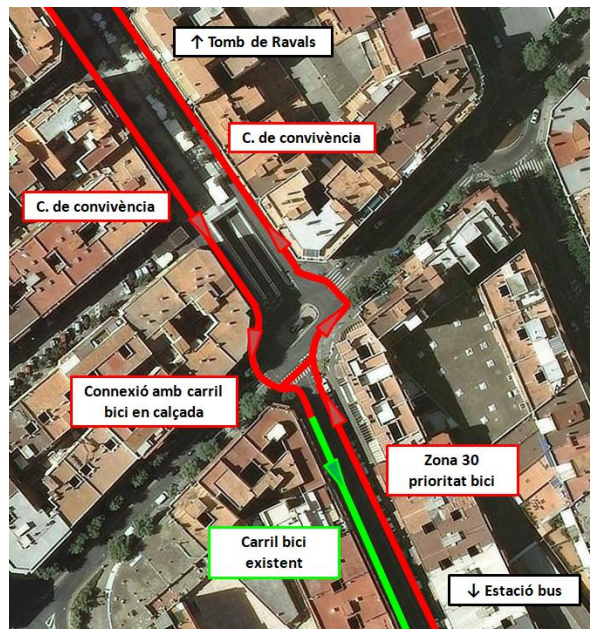 ↑ Tomb de Ravals
C. de convivència
C. de convivència
Connexió amb carril
bici en calçada
Zona 30
prioritat bici
Carril bici
existent
↓ Estació bus